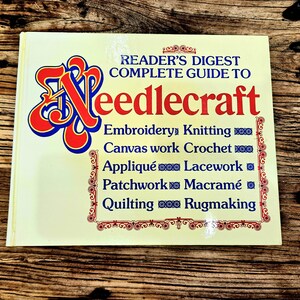 READER'S DIGEST
COMPLETE GUIDE TO
Needlecraft
Embroidery Knitting
Canvas work Crochet
Appliqué Lacework
Patchwork Macramé
Quilting Rugmaking